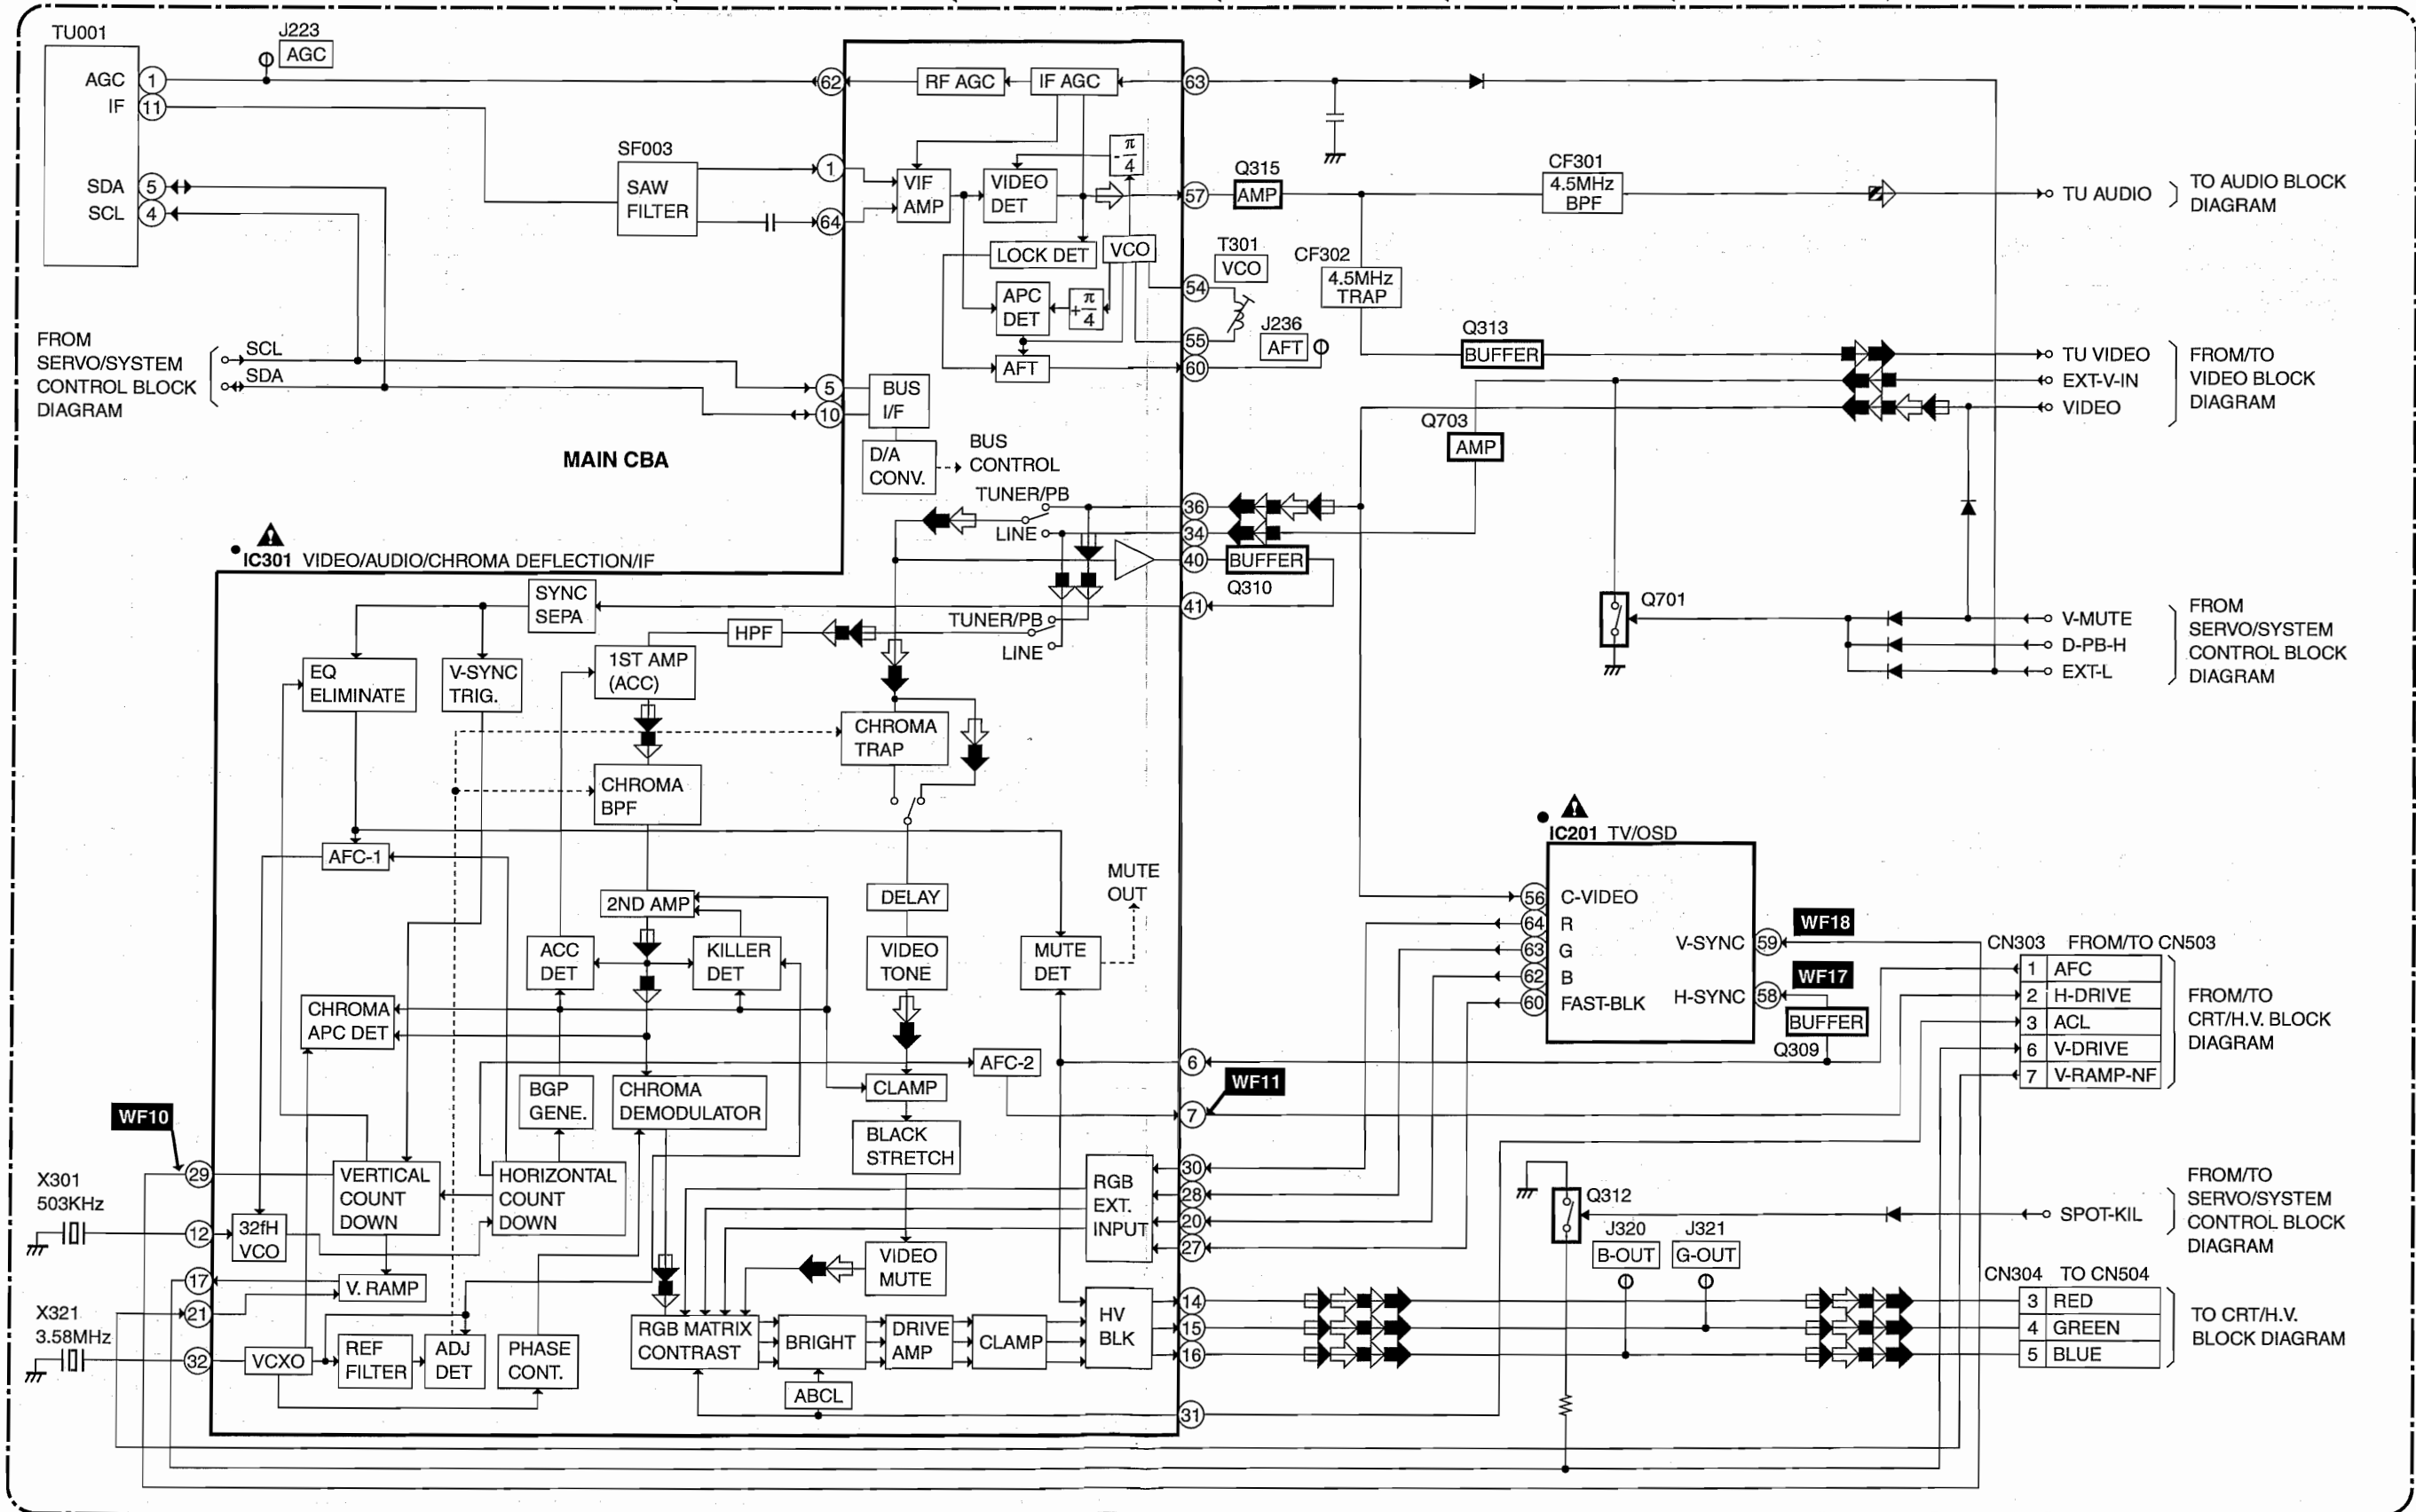 TU001
AGC
1
IF
11
SDA
5
SCL
4
J223
AGC
SF003
SAW
FILTER
FROM
SERVO/SYSTEM
CONTROL BLOCK
DIAGRAM
SCL
SDA
MAIN CBA
IC301 VIDEO/AUDIO/CHROMA DEFLECTION/IF
62
1
64
5
10
RF AGC
IF AGC
VIF
AMP
VIDEO
DET
-π/4
LOCK DET
VCO
APC
DET
+π/4
AFT
BUS
I/F
D/A
CONV.
BUS
CONTROL
TUNER/PB
LINE
63
57
54
55
60
36
34
40
41
Q315
AMP
CF301
4.5MHz
BPF
TU AUDIO
TO AUDIO BLOCK
DIAGRAM
T301
VCO
CF302
4.5MHz
TRAP
J236
AFT
Q313
BUFFER
TU VIDEO
EXT-V-IN
VIDEO
FROM/TO
VIDEO BLOCK
DIAGRAM
Q703
AMP
BUFFER
Q310
Q701
V-MUTE
D-PB-H
EXT-L
FROM
SERVO/SYSTEM
CONTROL BLOCK
DIAGRAM
SYNC
SEPA
TUNER/PB
LINE
HPF
EQ
ELIMINATE
V-SYNC
TRIG.
1ST AMP
(ACC)
CHROMA
TRAP
CHROMA
BPF
AFC-1
2ND AMP
DELAY
MUTE
OUT
ACC
DET
KILLER
DET
VIDEO
TONE
MUTE
DET
CHROMA
APC DET
AFC-2
BGP
GENE.
CHROMA
DEMODULATOR
CLAMP
BLACK
STRETCH
WF10
29
12
17
21
32
X301
503KHz
X321
3.58MHz
VERTICAL
COUNT
DOWN
HORIZONTAL
COUNT
DOWN
32fH
VCO
V. RAMP
VCXO
REF
FILTER
ADJ
DET
PHASE
CONT.
RGB
EXT.
INPUT
VIDEO
MUTE
RGB MATRIX
CONTRAST
BRIGHT
DRIVE
AMP
CLAMP
HV
BLK
ABCL
6
7
WF11
30
28
20
27
14
15
16
31
IC201 TV/OSD
56
C-VIDEO
64
R
63
G
62
B
60
FAST-BLK
V-SYNC
59
WF18
H-SYNC
58
WF17
BUFFER
Q309
CN303 FROM/TO CN503
1 AFC
2 H-DRIVE
3 ACL
6 V-DRIVE
7 V-RAMP-NF
FROM/TO
CRT/H.V. BLOCK
DIAGRAM
Q312
SPOT-KIL
FROM/TO
SERVO/SYSTEM
CONTROL BLOCK
DIAGRAM
J320
B-OUT
J321
G-OUT
CN304 TO CN504
3 RED
4 GREEN
5 BLUE
TO CRT/H.V.
BLOCK DIAGRAM